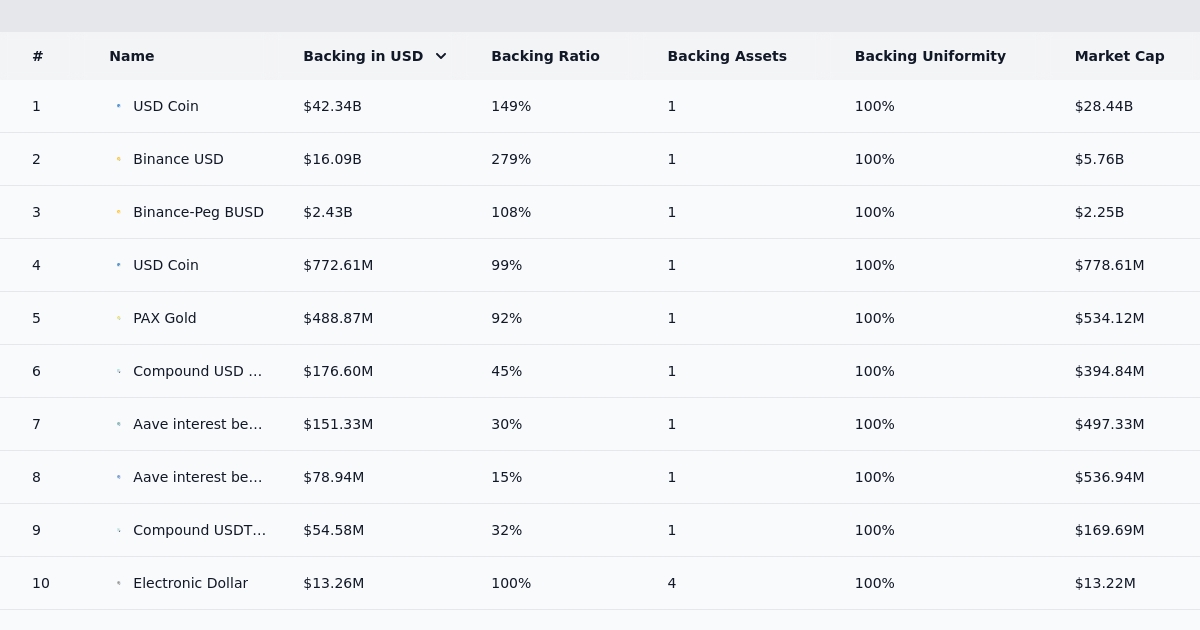 # Name Backing in USD Backing Ratio Backing Assets Backing Uniformity Market Cap
1 USD Coin $42.34B 149% 1 100% $28.44B
2 Binance USD $16.09B 279% 1 100% $5.76B
3 Binance-Peg BUSD $2.43B 108% 1 100% $2.25B
4 USD Coin $772.61M 99% 1 100% $778.61M
5 PAX Gold $488.87M 92% 1 100% $534.12M
6 Compound USD … $176.60M 45% 1 100% $394.84M
7 Aave interest be… $151.33M 30% 1 100% $497.33M
8 Aave interest be… $78.94M 15% 1 100% $536.94M
9 Compound USDT… $54.58M 32% 1 100% $169.69M
10 Electronic Dollar $13.26M 100% 4 100% $13.22M